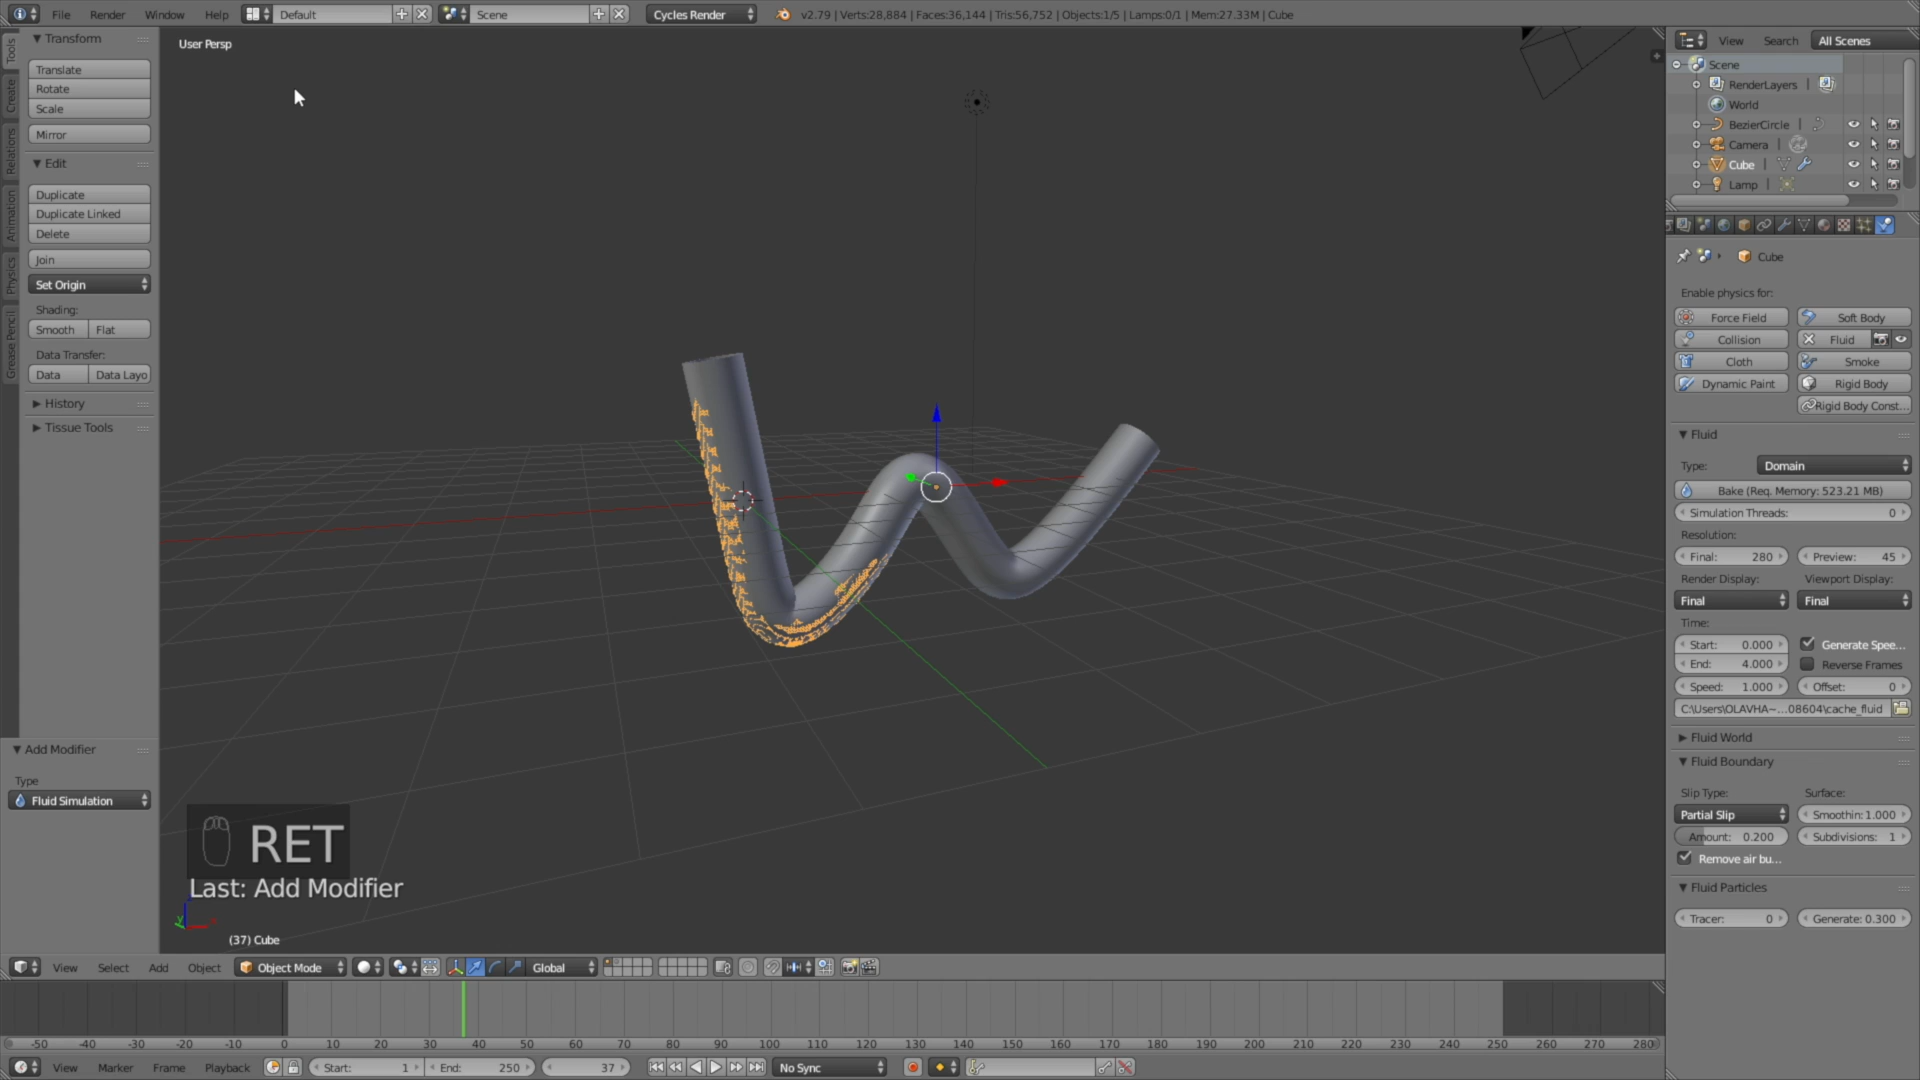 File Render Window Help Default Scene Cycles Render v2.79 | Verts:28,884 | Faces:36,144 | Tris:56,752 | Objects:1/5 | Lamps:0/1 | Mem:27.33M | Cube
Tools
Create
Relations
Animation
Physics
Grease Pencil
Transform
Translate
Rotate
Scale
Mirror
Edit
Duplicate
Duplicate Linked
Delete
Join
Set Origin
Shading:
Smooth Flat
Data Transfer:
Data Data Layo
History
Tissue Tools
Add Modifier
Type
Fluid Simulation
User Persp
RET
Last: Add Modifier
(37) Cube
View Search All Scenes
Scene
RenderLayers
World
BezierCircle
Camera
Cube
Lamp
Cube
Enable physics for:
Force Field Soft Body
Collision Fluid
Cloth Smoke
Dynamic Paint Rigid Body
Rigid Body Const...
Fluid
Type: Domain
Bake (Req. Memory: 523.21 MB)
Simulation Threads: 0
Resolution:
Final: 280 Preview: 45
Render Display: Viewport Display:
Final Final
Time:
Start: 0.000 Generate Spee...
End: 4.000 Reverse Frames
Speed: 1.000 Offset: 0
C:\Users\OLAVHA~...08604\cache_fluid
Fluid World
Fluid Boundary
Slip Type: Surface:
Partial Slip Smoothin: 1.000
Amount: 0.200 Subdivisions: 1
Remove air bu...
Fluid Particles
Tracer: 0 Generate: 0.300
View Select Add Object Object Mode Global
-50 -40 -30 -20 -10 0 10 20 30 40 50 60 70 80 90 100 110 120 130 140 150 160 170 180 190 200 210 220 230 240 250 260 270 280
View Marker Frame Playback Start: 1 End: 250 37 No Sync